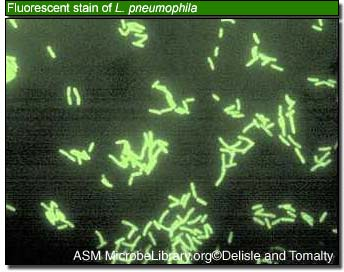 Fluorescent stain of L. pneumophila
ASM MicrobeLibrary.org©Delisle and Tomalty